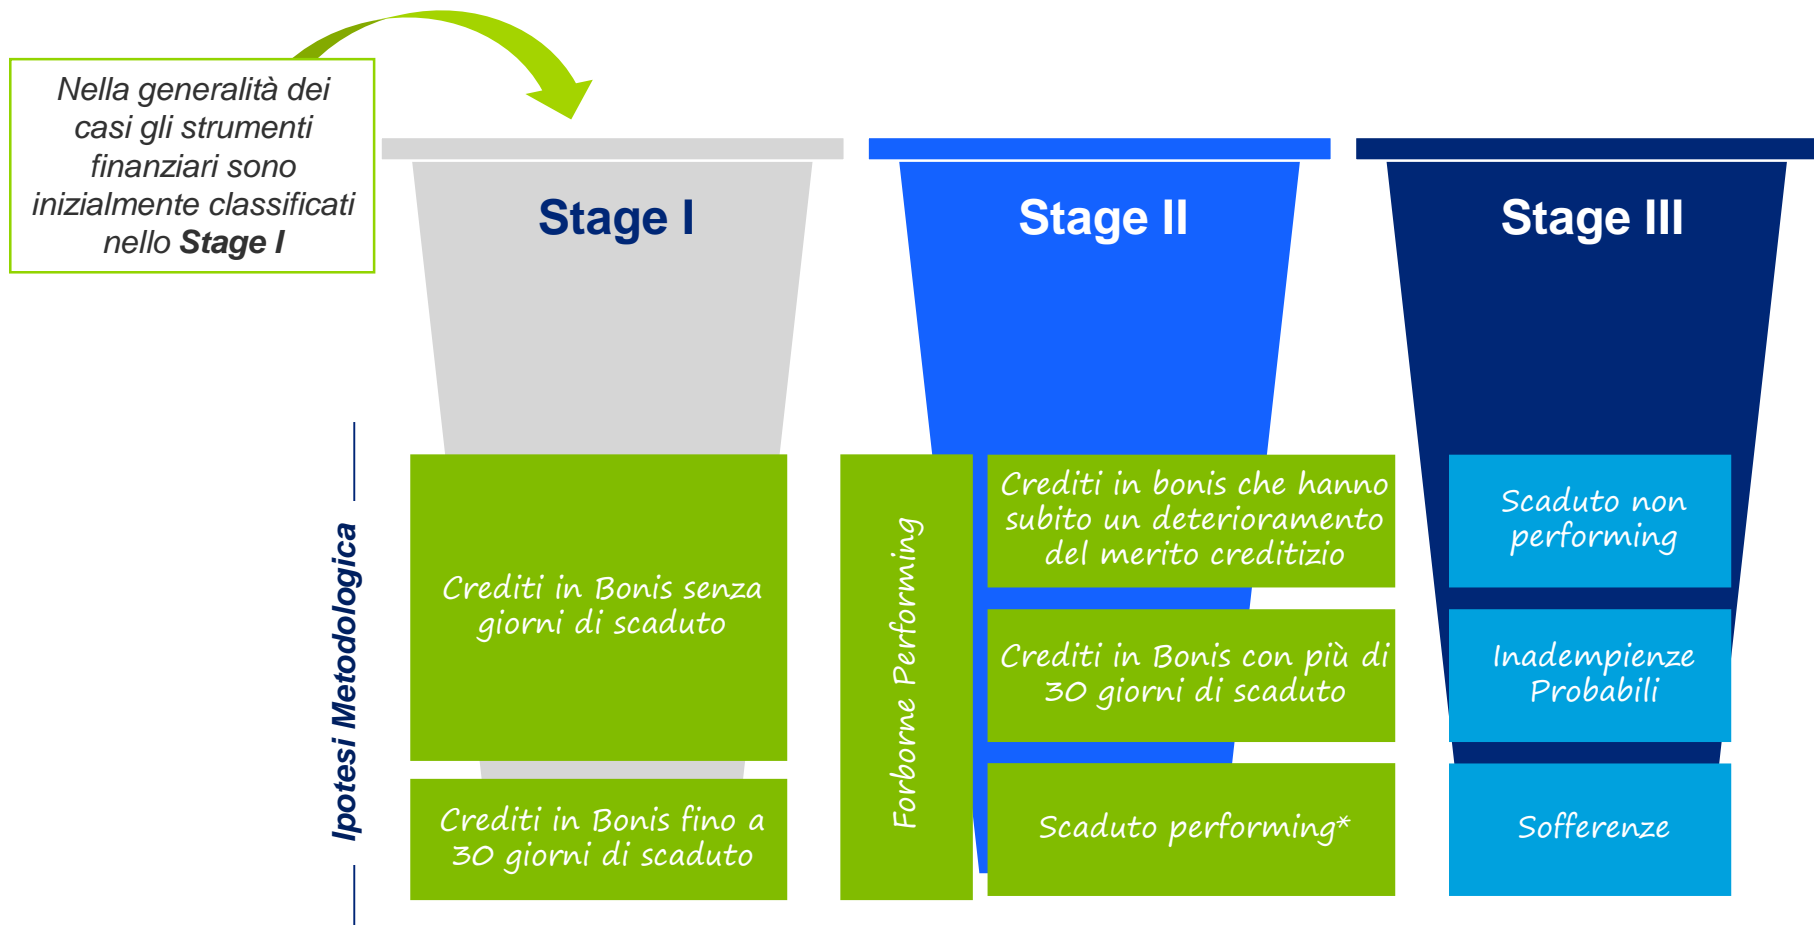 Nella generalità dei
casi gli strumenti
finanziari sono
inizialmente classificati
nello Stage I
Stage I
Stage II
Stage III
Ipotesi Metodologica
Crediti in Bonis senza
giorni di scaduto
Crediti in Bonis fino a
30 giorni di scaduto
Forborne Performing
Crediti in bonis che hanno
subito un deterioramento
del merito creditizio
Crediti in Bonis con più di
30 giorni di scaduto
Scaduto performing*
Scaduto non
performing
Inadempienze
Probabili
Sofferenze